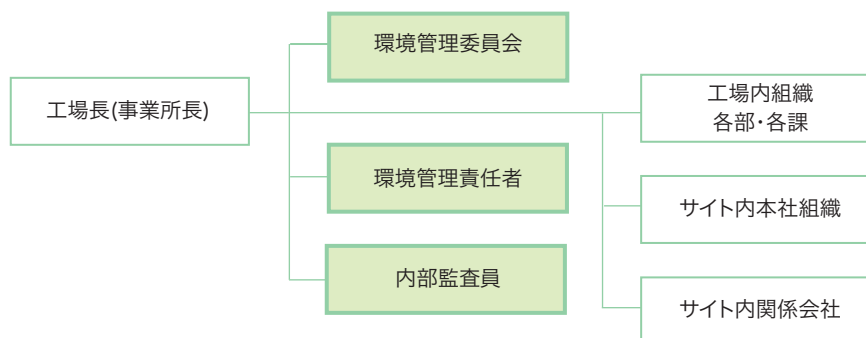 環境管理委員会
工場長(事業所長)
工場内組織
各部・各課
環境管理責任者
サイト内本社組織
内部監査員
サイト内関係会社